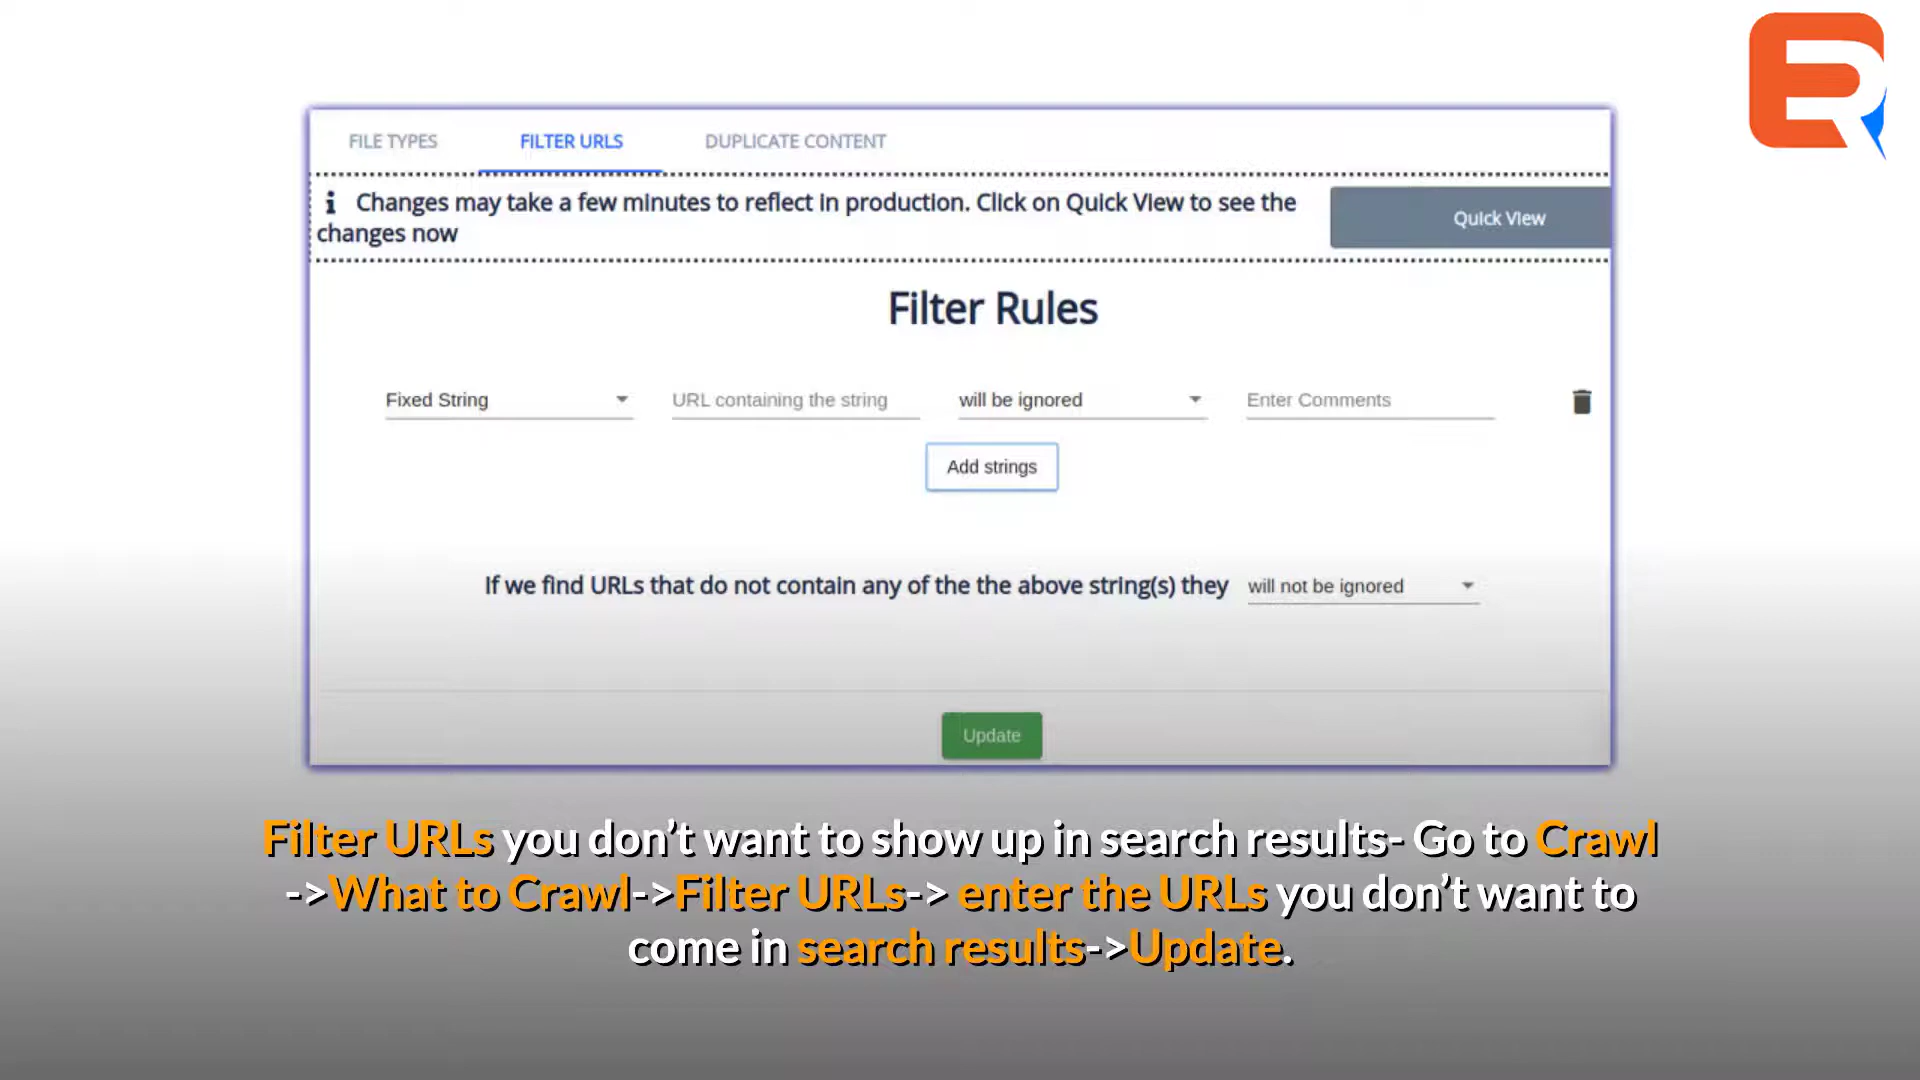 ER
FILE TYPES FILTER URLS DUPLICATE CONTENT
i Changes may take a few minutes to reflect in production. Click on Quick View to see the
changes now
Quick View
Filter Rules
Fixed String URL containing the string will be ignored Enter Comments
Add strings
If we find URLs that do not contain any of the the above string(s) they will not be ignored
Update
Filter URLs you don’t want to show up in search results- Go to Crawl
->What to Crawl->Filter URLs-> enter the URLs you don’t want to
come in search results->Update.